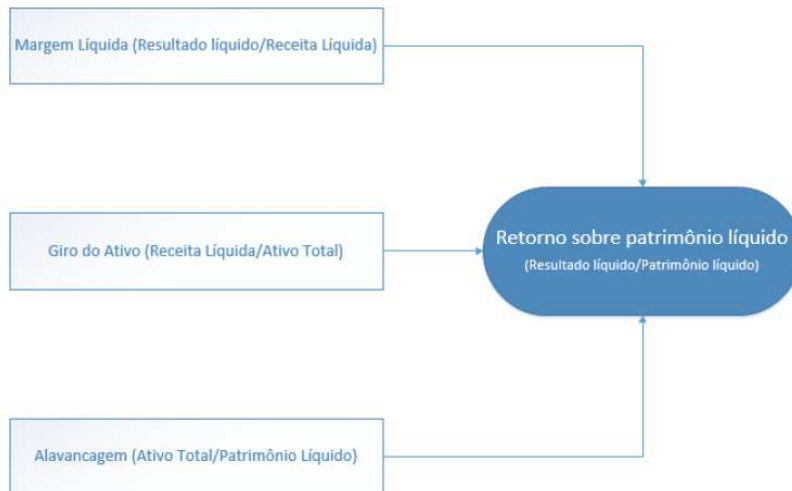 Margem Líquida (Resultado líquido/Receita Líquida)
Giro do Ativo (Receita Líquida/Ativo Total)
Retorno sobre patrimônio líquido
(Resultado líquido/Patrimônio líquido)
Alavancagem (Ativo Total/Patrimônio Líquido)